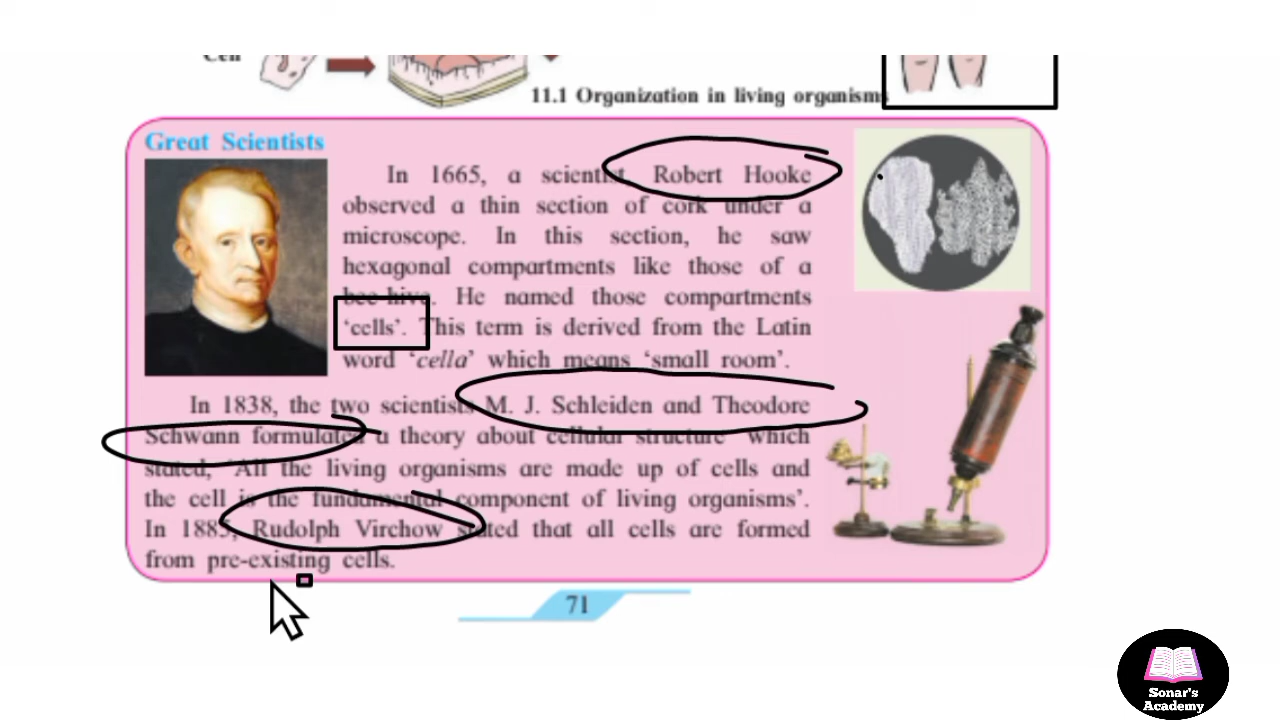 Cell
11.1 Organization in living organisms
Great Scientists
In 1665, a scientist, Robert Hooke
observed a thin section of cork under a
microscope. In this section, he saw
hexagonal compartments like those of a
bee-hive. He named those compartments
‘cells’. This term is derived from the Latin
word ‘cella’ which means ‘small room’.
In 1838, the two scientists M. J. Schleiden and Theodore
Schwann formulated a theory about cellular structure which
stated, ‘All the living organisms are made up of cells and
the cell is the fundamental component of living organisms’.
In 1885, Rudolph Virchow stated that all cells are formed
from pre-existing cells.
71
Sonar's
Academy